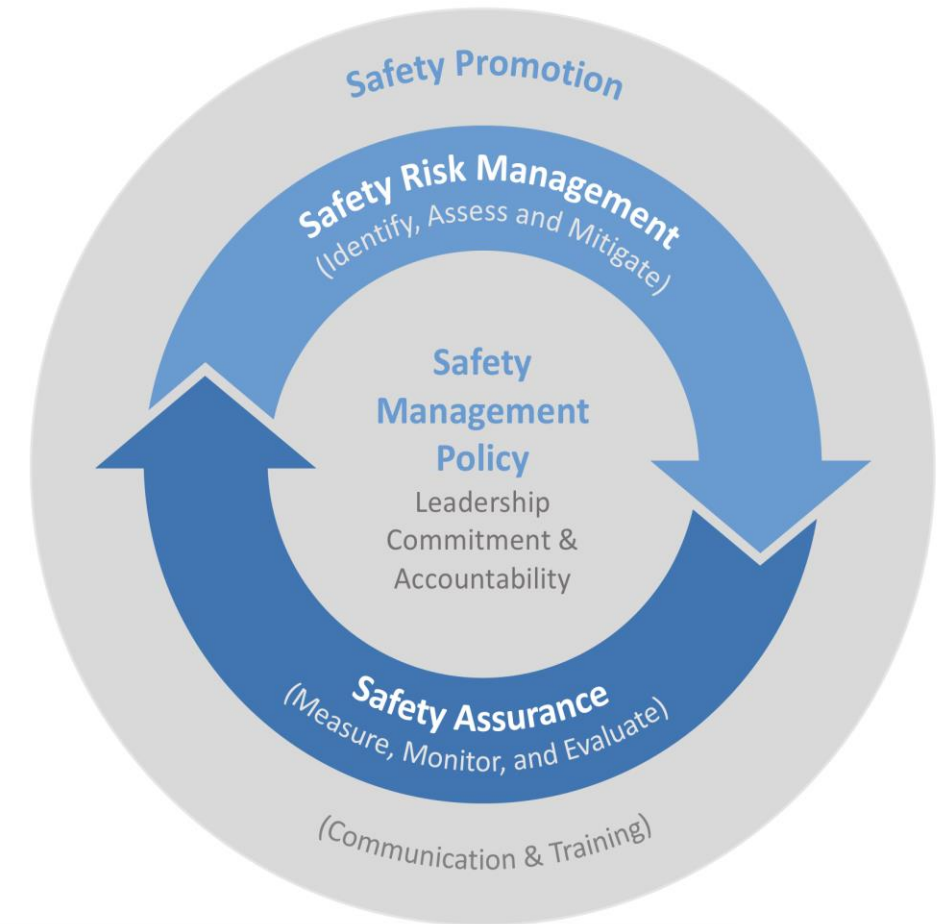 Safety Promotion
Safety Risk Management
(Identify, Assess and Mitigate)
Safety
Management
Policy
Leadership
Commitment &
Accountability
Safety Assurance
(Measure, Monitor, and Evaluate)
(Communication & Training)